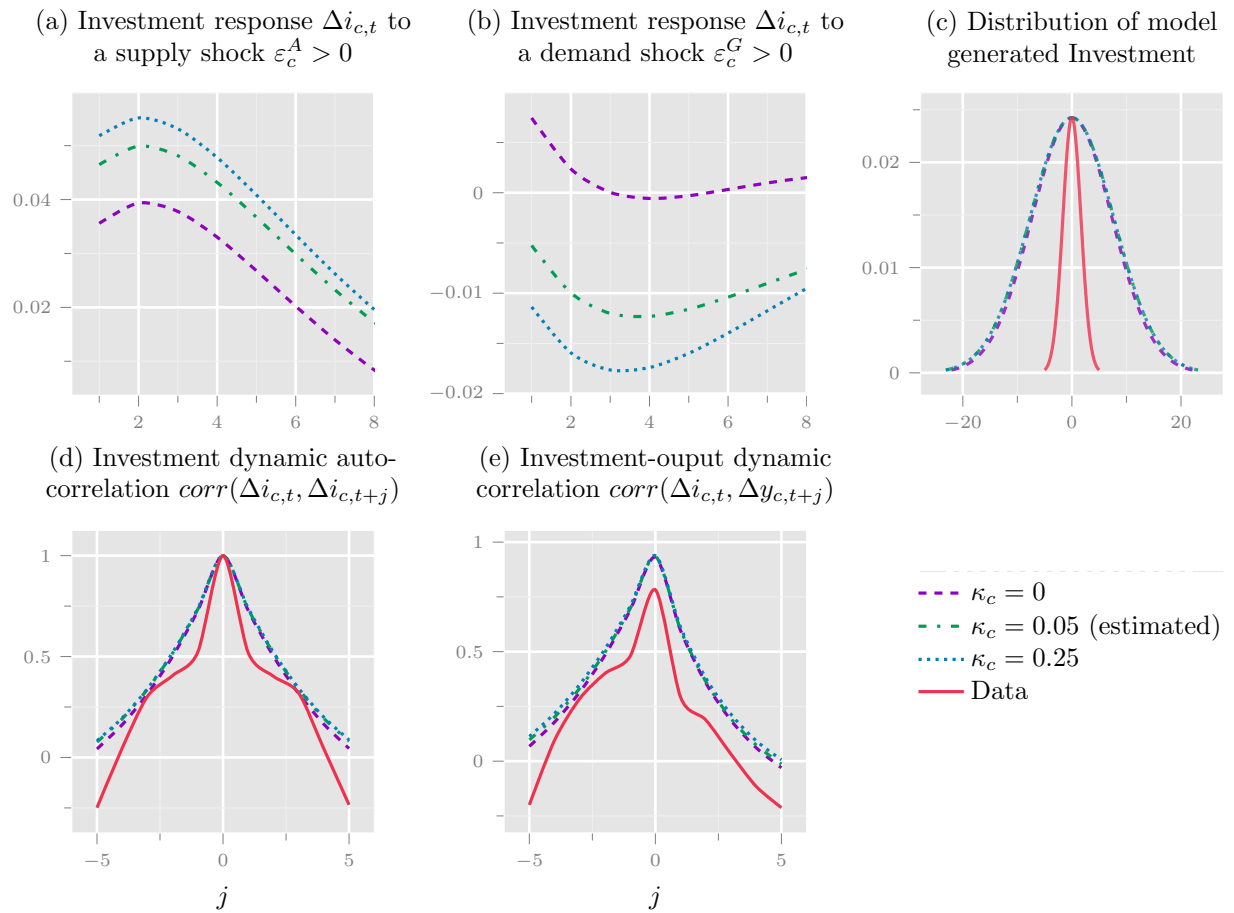 (a) Investment response Δi_{c,t} to
a supply shock ε_c^A > 0
(b) Investment response Δi_{c,t} to
a demand shock ε_c^G > 0
(c) Distribution of model
generated Investment
0.04
0.02
2
4
6
8
0
−0.01
−0.02
2
4
6
8
0.02
0.01
0
−20
0
20
(d) Investment dynamic auto-
correlation corr(Δi_{c,t}, Δi_{c,t+j})
(e) Investment-ouput dynamic
correlation corr(Δi_{c,t}, Δy_{c,t+j})
1
0.5
0
−5
0
5
j
1
0.5
0
−5
0
5
j
κ_c = 0
κ_c = 0.05 (estimated)
κ_c = 0.25
Data